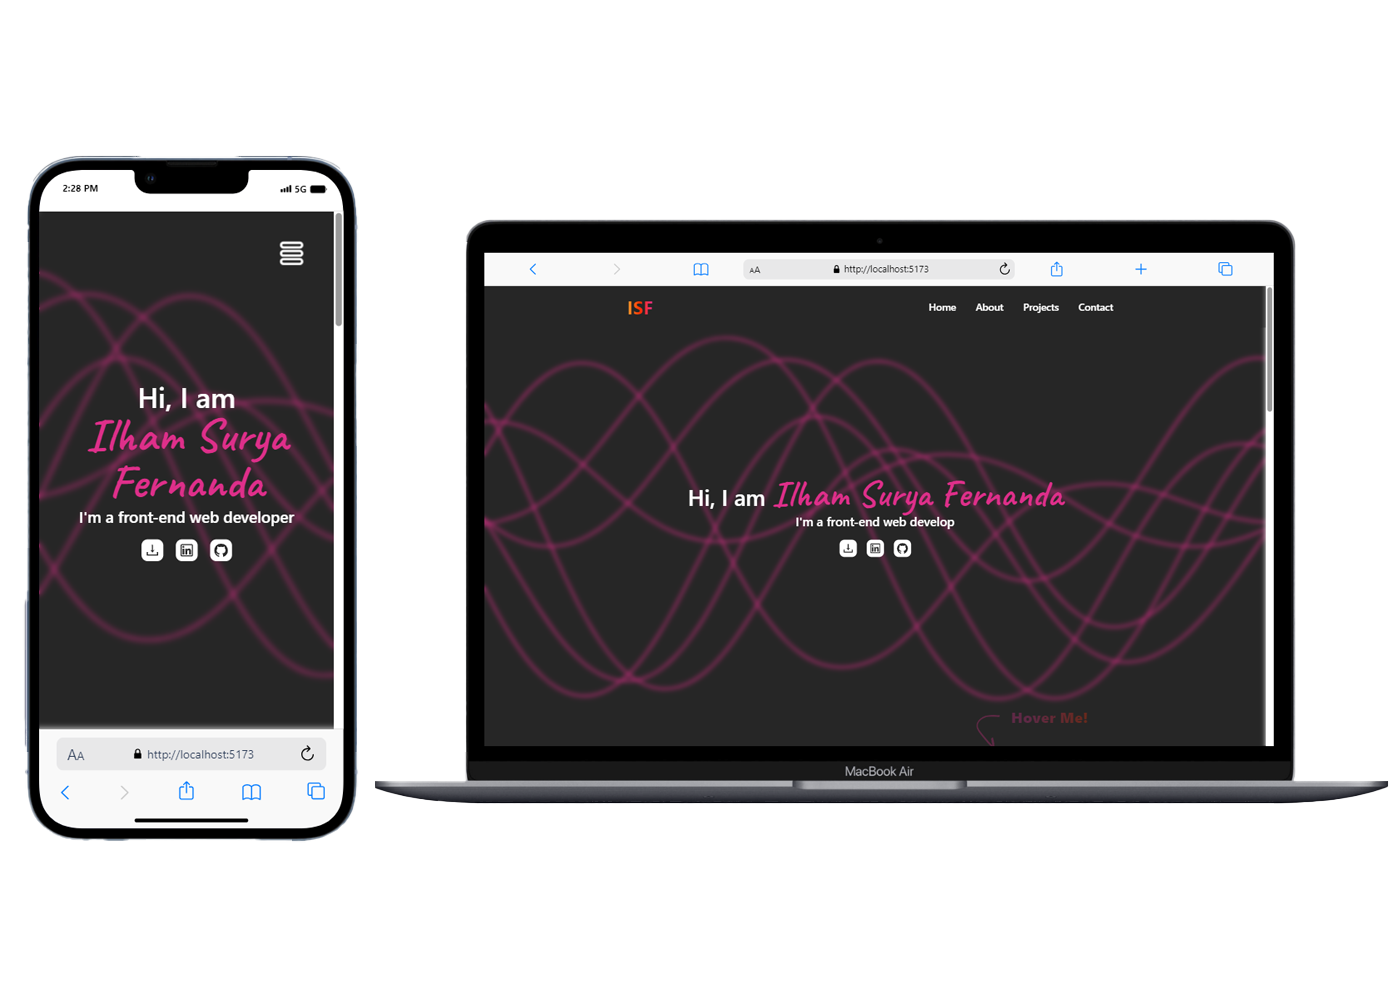 2:28 PM
5G
Hi, I am
Ilham Surya
Fernanda
I'm a front-end web developer
AA
http://localhost:5173
AA
http://localhost:5173
ISF
Home About Projects Contact
Hi, I am Ilham Surya Fernanda
I'm a front-end web develop
Hover Me!
MacBook Air